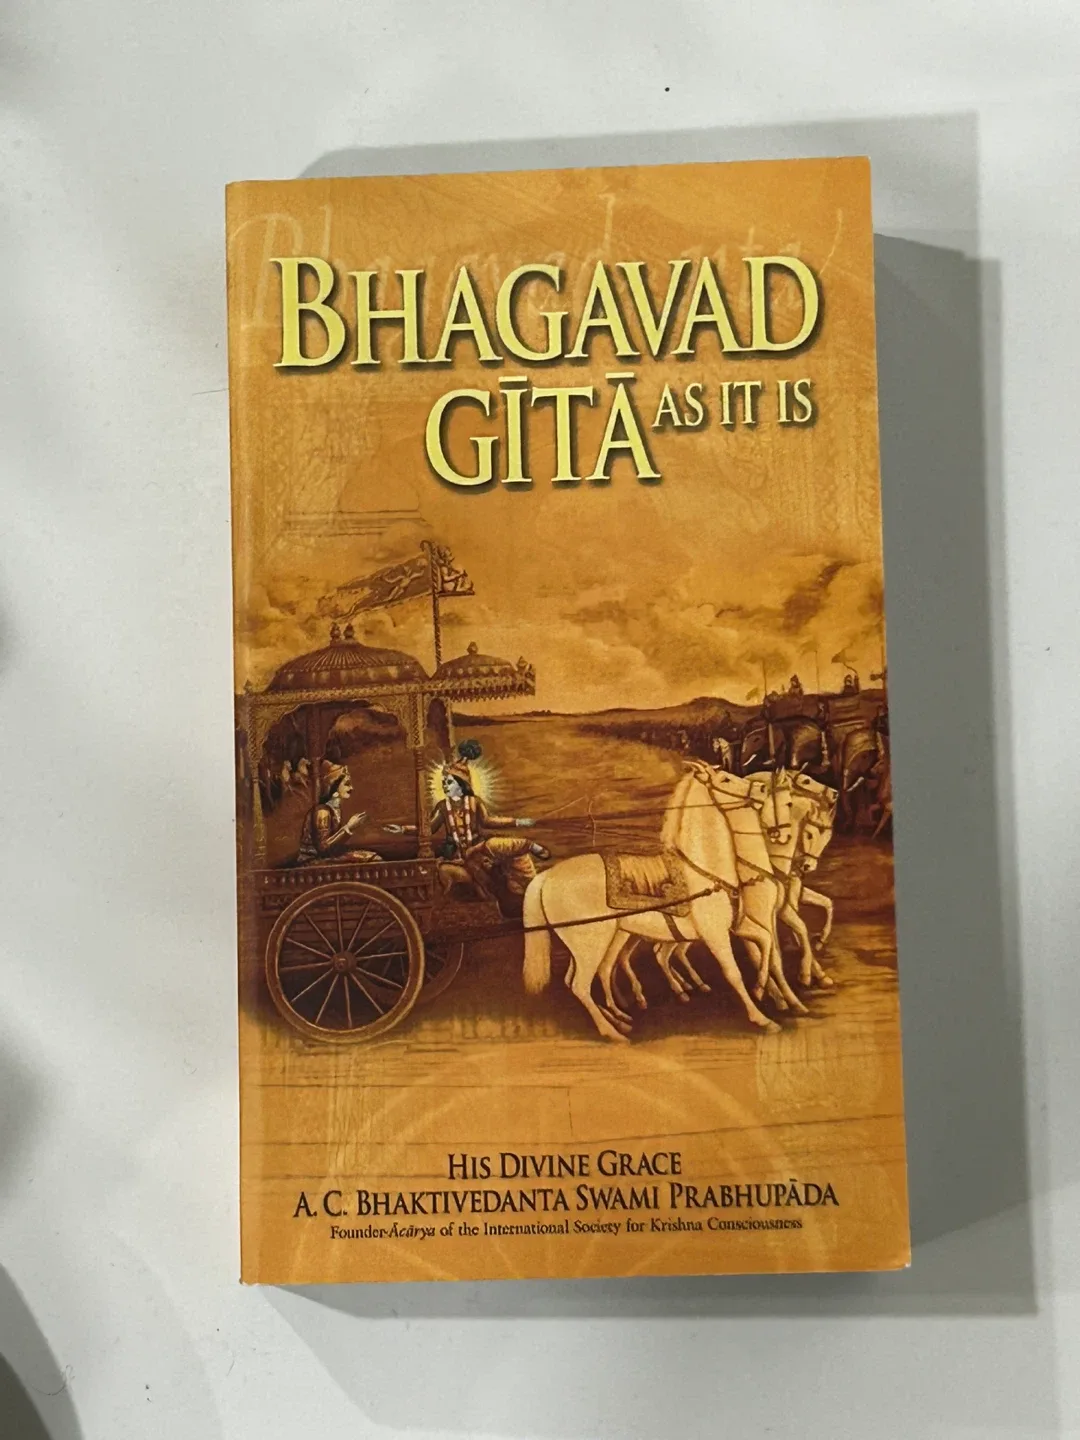 BHAGAVAD
GĪTĀ AS IT IS
HIS DIVINE GRACE
A. C. BHAKTIVEDANTA SWAMI PRABHUPĀDA
Founder-Ācārya of the International Society for Krishna Consciousness